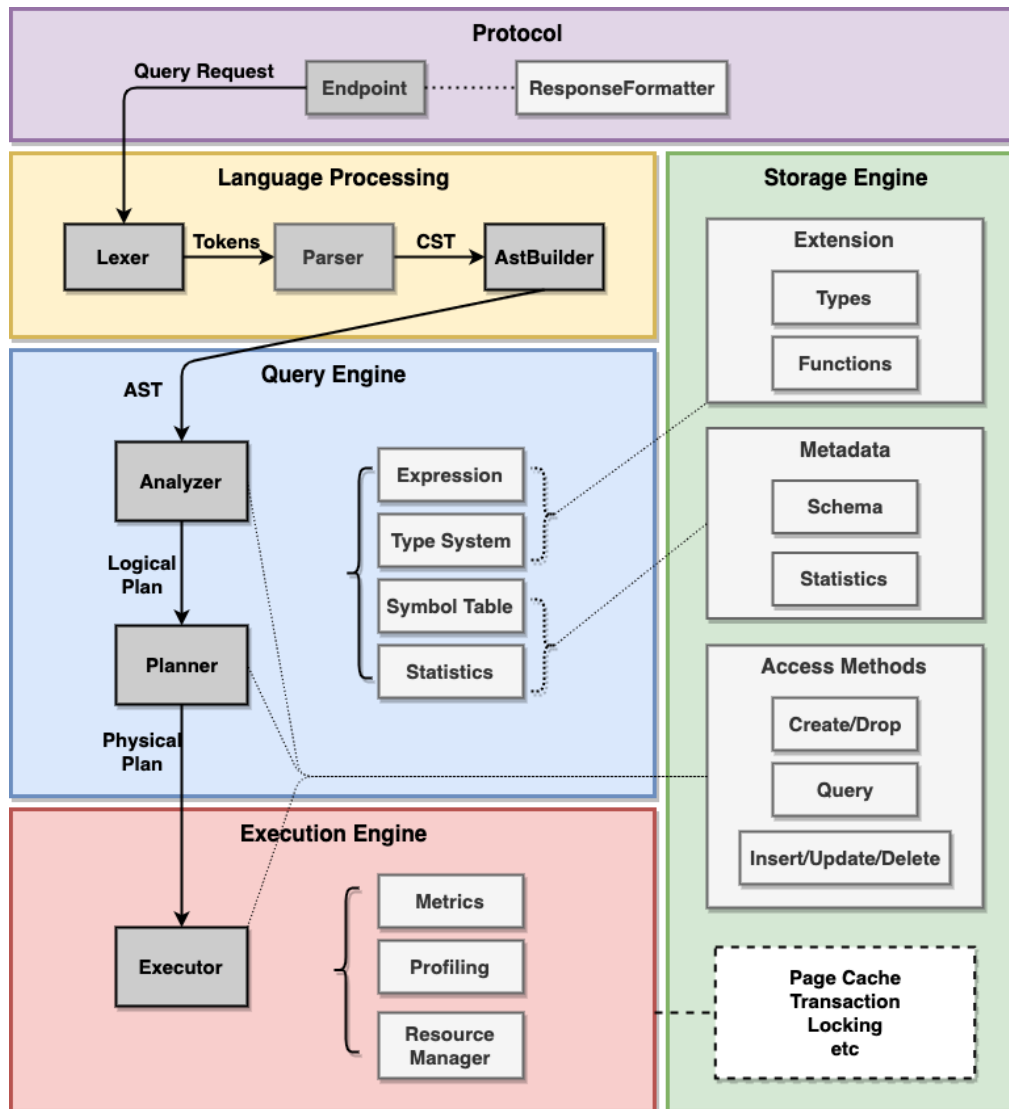 Protocol
Query Request
Endpoint
ResponseFormatter
Language Processing
Lexer
Tokens
Parser
CST
AstBuilder
Query Engine
AST
Analyzer
Logical
Plan
Planner
Physical
Plan
Expression
Type System
Symbol Table
Statistics
Execution Engine
Executor
Metrics
Profiling
Resource
Manager
Storage Engine
Extension
Types
Functions
Metadata
Schema
Statistics
Access Methods
Create/Drop
Query
Insert/Update/Delete
Page Cache
Transaction
Locking
etc